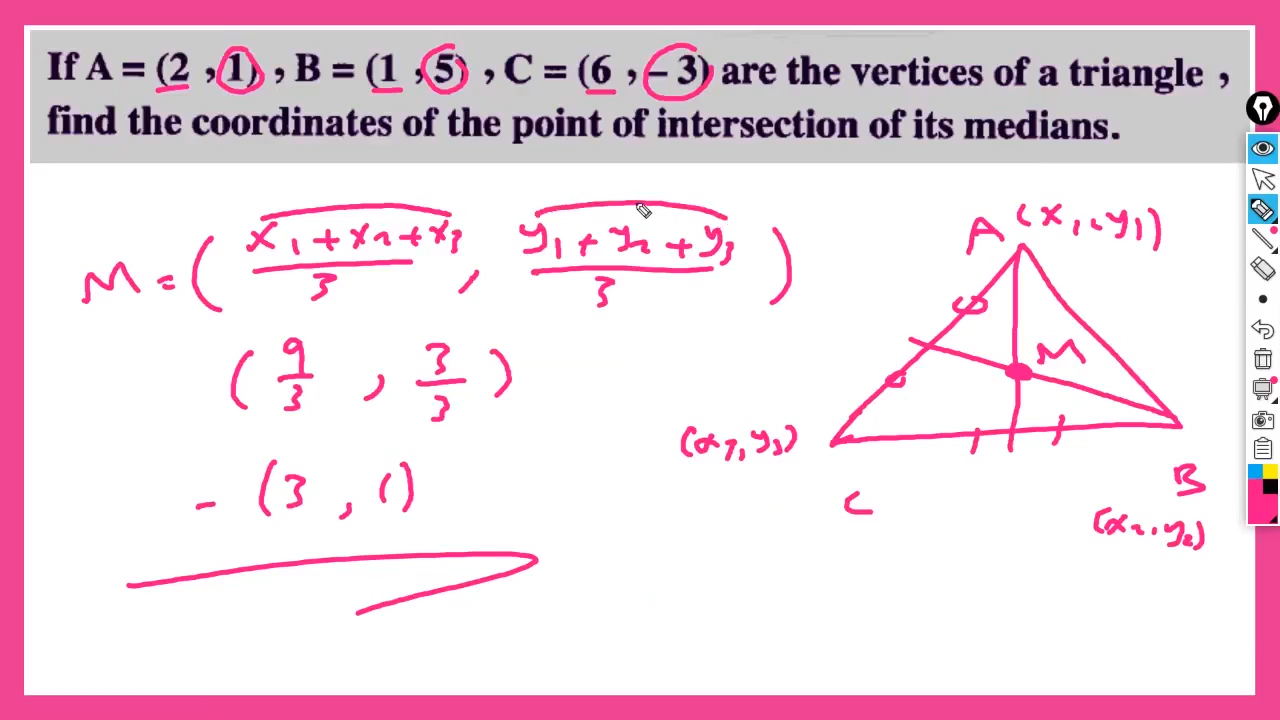 If A = (2 , 1) , B = (1 , 5) , C = (6 , – 3) are the vertices of a triangle ,
find the coordinates of the point of intersection of its medians.
M = ( x1 + x2 + x3 / 3 , y1 + y2 + y3 / 3 )
( 9/3 , 3/3 )
- (3 , 1)
A (x1, y1)
M
(x3, y3)
C
B
(x2, y2)